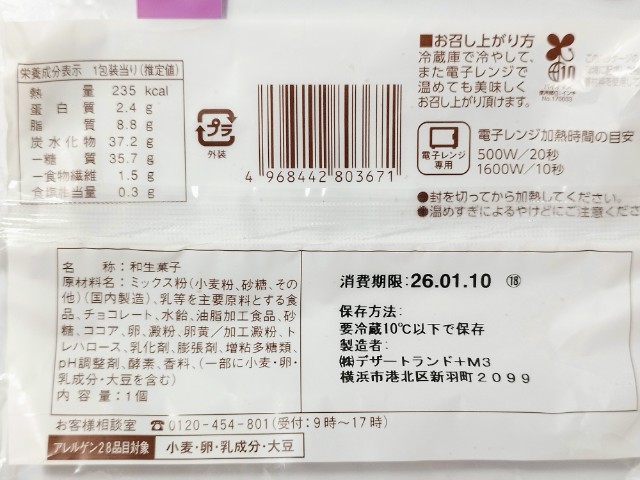 栄養成分表示 1包装当り(推定値)
熱量 235 kcal
蛋白質 2.4 g
脂質 8.8 g
炭水化物 37.2 g
ー糖質 35.7 g
ー食物繊維 1.5 g
食塩相当量 0.3 g
プラ
外装
4 968442 803671
■お召し上がり方
冷蔵庫で冷やして、
また電子レンジで
温めても美味しく
お召し上がり頂けます。
電子レンジ
専用
電子レンジ加熱時間の目安
500W/20秒
1600W/10秒
●封を切ってから加熱してください。
●温めすぎによるやけどにご注意くださ
名称:和生菓子
原材料名:ミックス粉(小麦粉、砂糖、その
他)(国内製造)、乳等を主要原料とする食
品、チョコレート、水飴、油脂加工食品、砂
糖、ココア、卵、澱粉、卵黄/加工澱粉、ト
レハロース、乳化剤、膨張剤、増粘多糖類、
pH調整剤、酵素、香料、(一部に小麦・卵・
乳成分・大豆を含む)
内容量:1個
消費期限:26.01.10 ⑱
保存方法:
要冷蔵10℃以下で保存
製造者:
㈱デザートランド+M3
横浜市港北区新羽町2099
お客様相談室 ☎0120-454-801(受付:9時~17時)
アレルゲン28品目対象 小麦・卵・乳成分・大豆